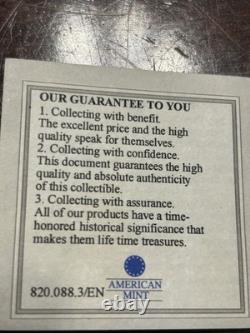 OUR GUARANTEE TO YOU
1. Collecting with benefit.
The excellent price and the high
quality speak for themselves.
2. Collecting with confidence.
This document guarantees the high
quality and absolute authenticity
of this collectible.
3. Collecting with assurance.
All of our products have a time-
honored historical significance that
makes them life time treasures.
820.088.3/EN
AMERICAN
MINT
ebay